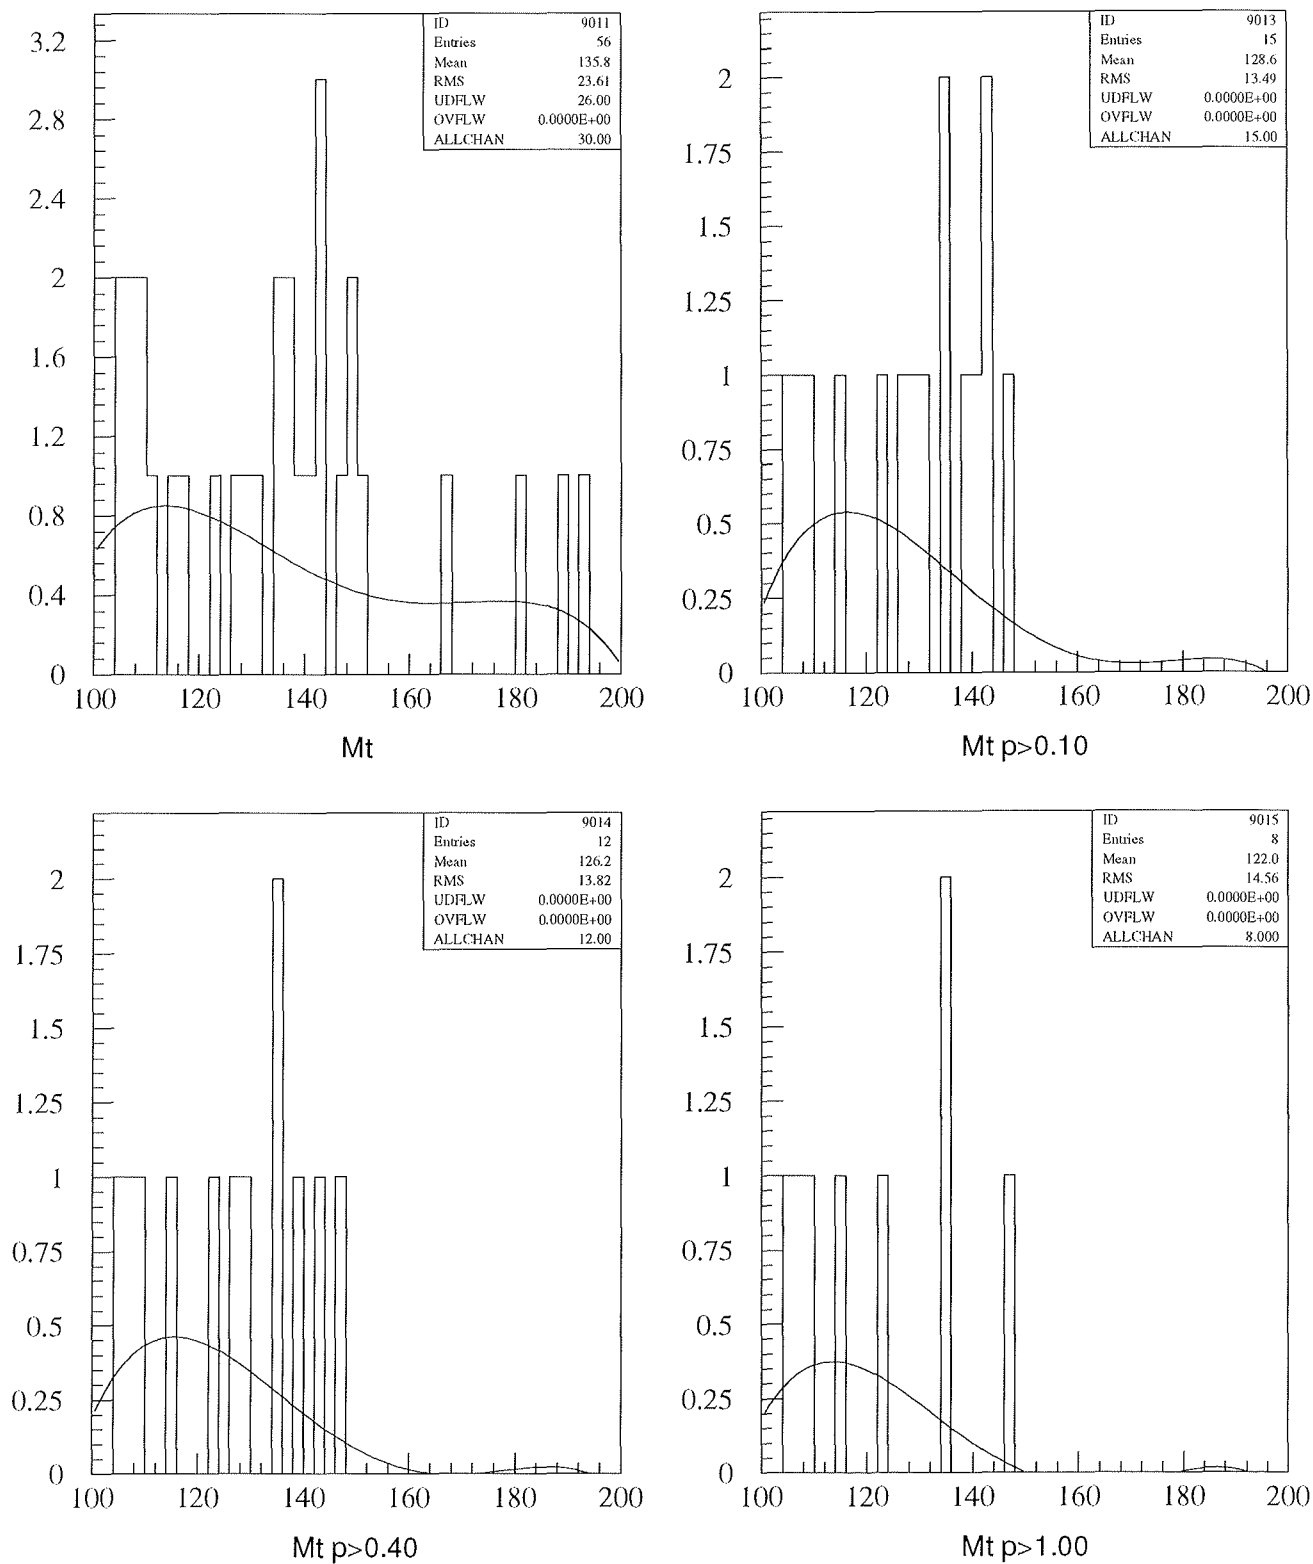 ID 9011
Entries 56
Mean 135.8
RMS 23.61
UDFLW 26.00
OVFLW 0.0000E+00
ALLCHAN 30.00
3.2
2.8
2.4
2
1.6
1.2
0.8
0.4
0
100 120 140 160 180 200
Mt
ID 9013
Entries 15
Mean 128.6
RMS 13.49
UDFLW 0.0000E+00
OVFLW 0.0000E+00
ALLCHAN 15.00
2
1.75
1.5
1.25
1
0.75
0.5
0.25
0
100 120 140 160 180 200
Mt p>0.10
ID 9014
Entries 12
Mean 126.2
RMS 13.82
UDFLW 0.0000E+00
OVFLW 0.0000E+00
ALLCHAN 12.00
2
1.75
1.5
1.25
1
0.75
0.5
0.25
0
100 120 140 160 180 200
Mt p>0.40
ID 9015
Entries 8
Mean 122.0
RMS 14.56
UDFLW 0.0000E+00
OVFLW 0.0000E+00
ALLCHAN 8.000
2
1.75
1.5
1.25
1
0.75
0.5
0.25
0
100 120 140 160 180 200
Mt p>1.00